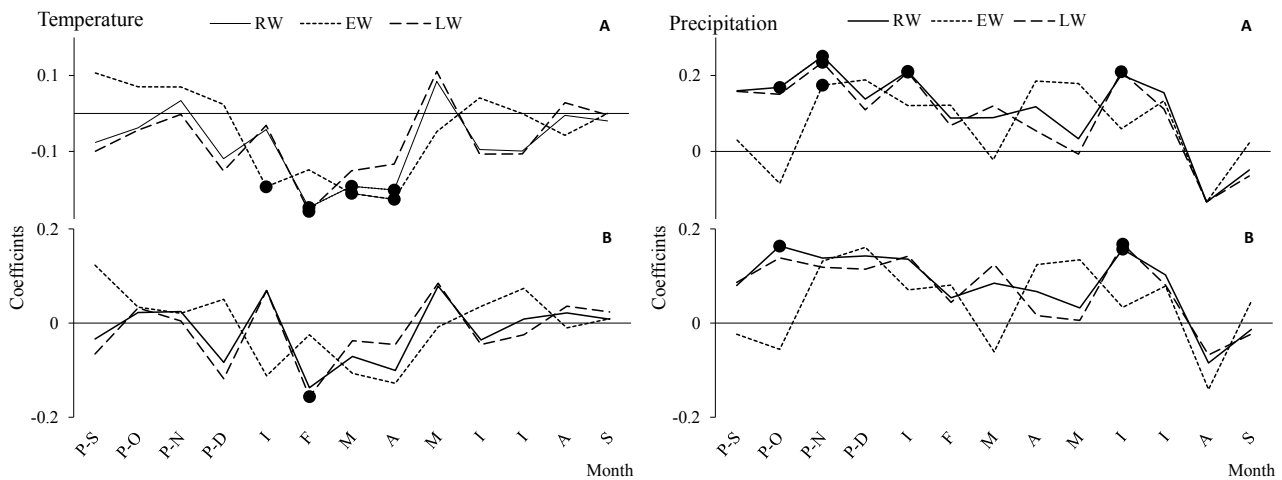 Temperature
RW EW LW
A
0.1
-0.1
B
0.2
0
-0.2
Coefficints
P-S P-O P-N P-D I F M A M I I A S
Month
Precipitation
RW EW LW
A
0.2
0
B
0.2
0
-0.2
Coefficints
P-S P-O P-N P-D I F M A M I I A S
Month